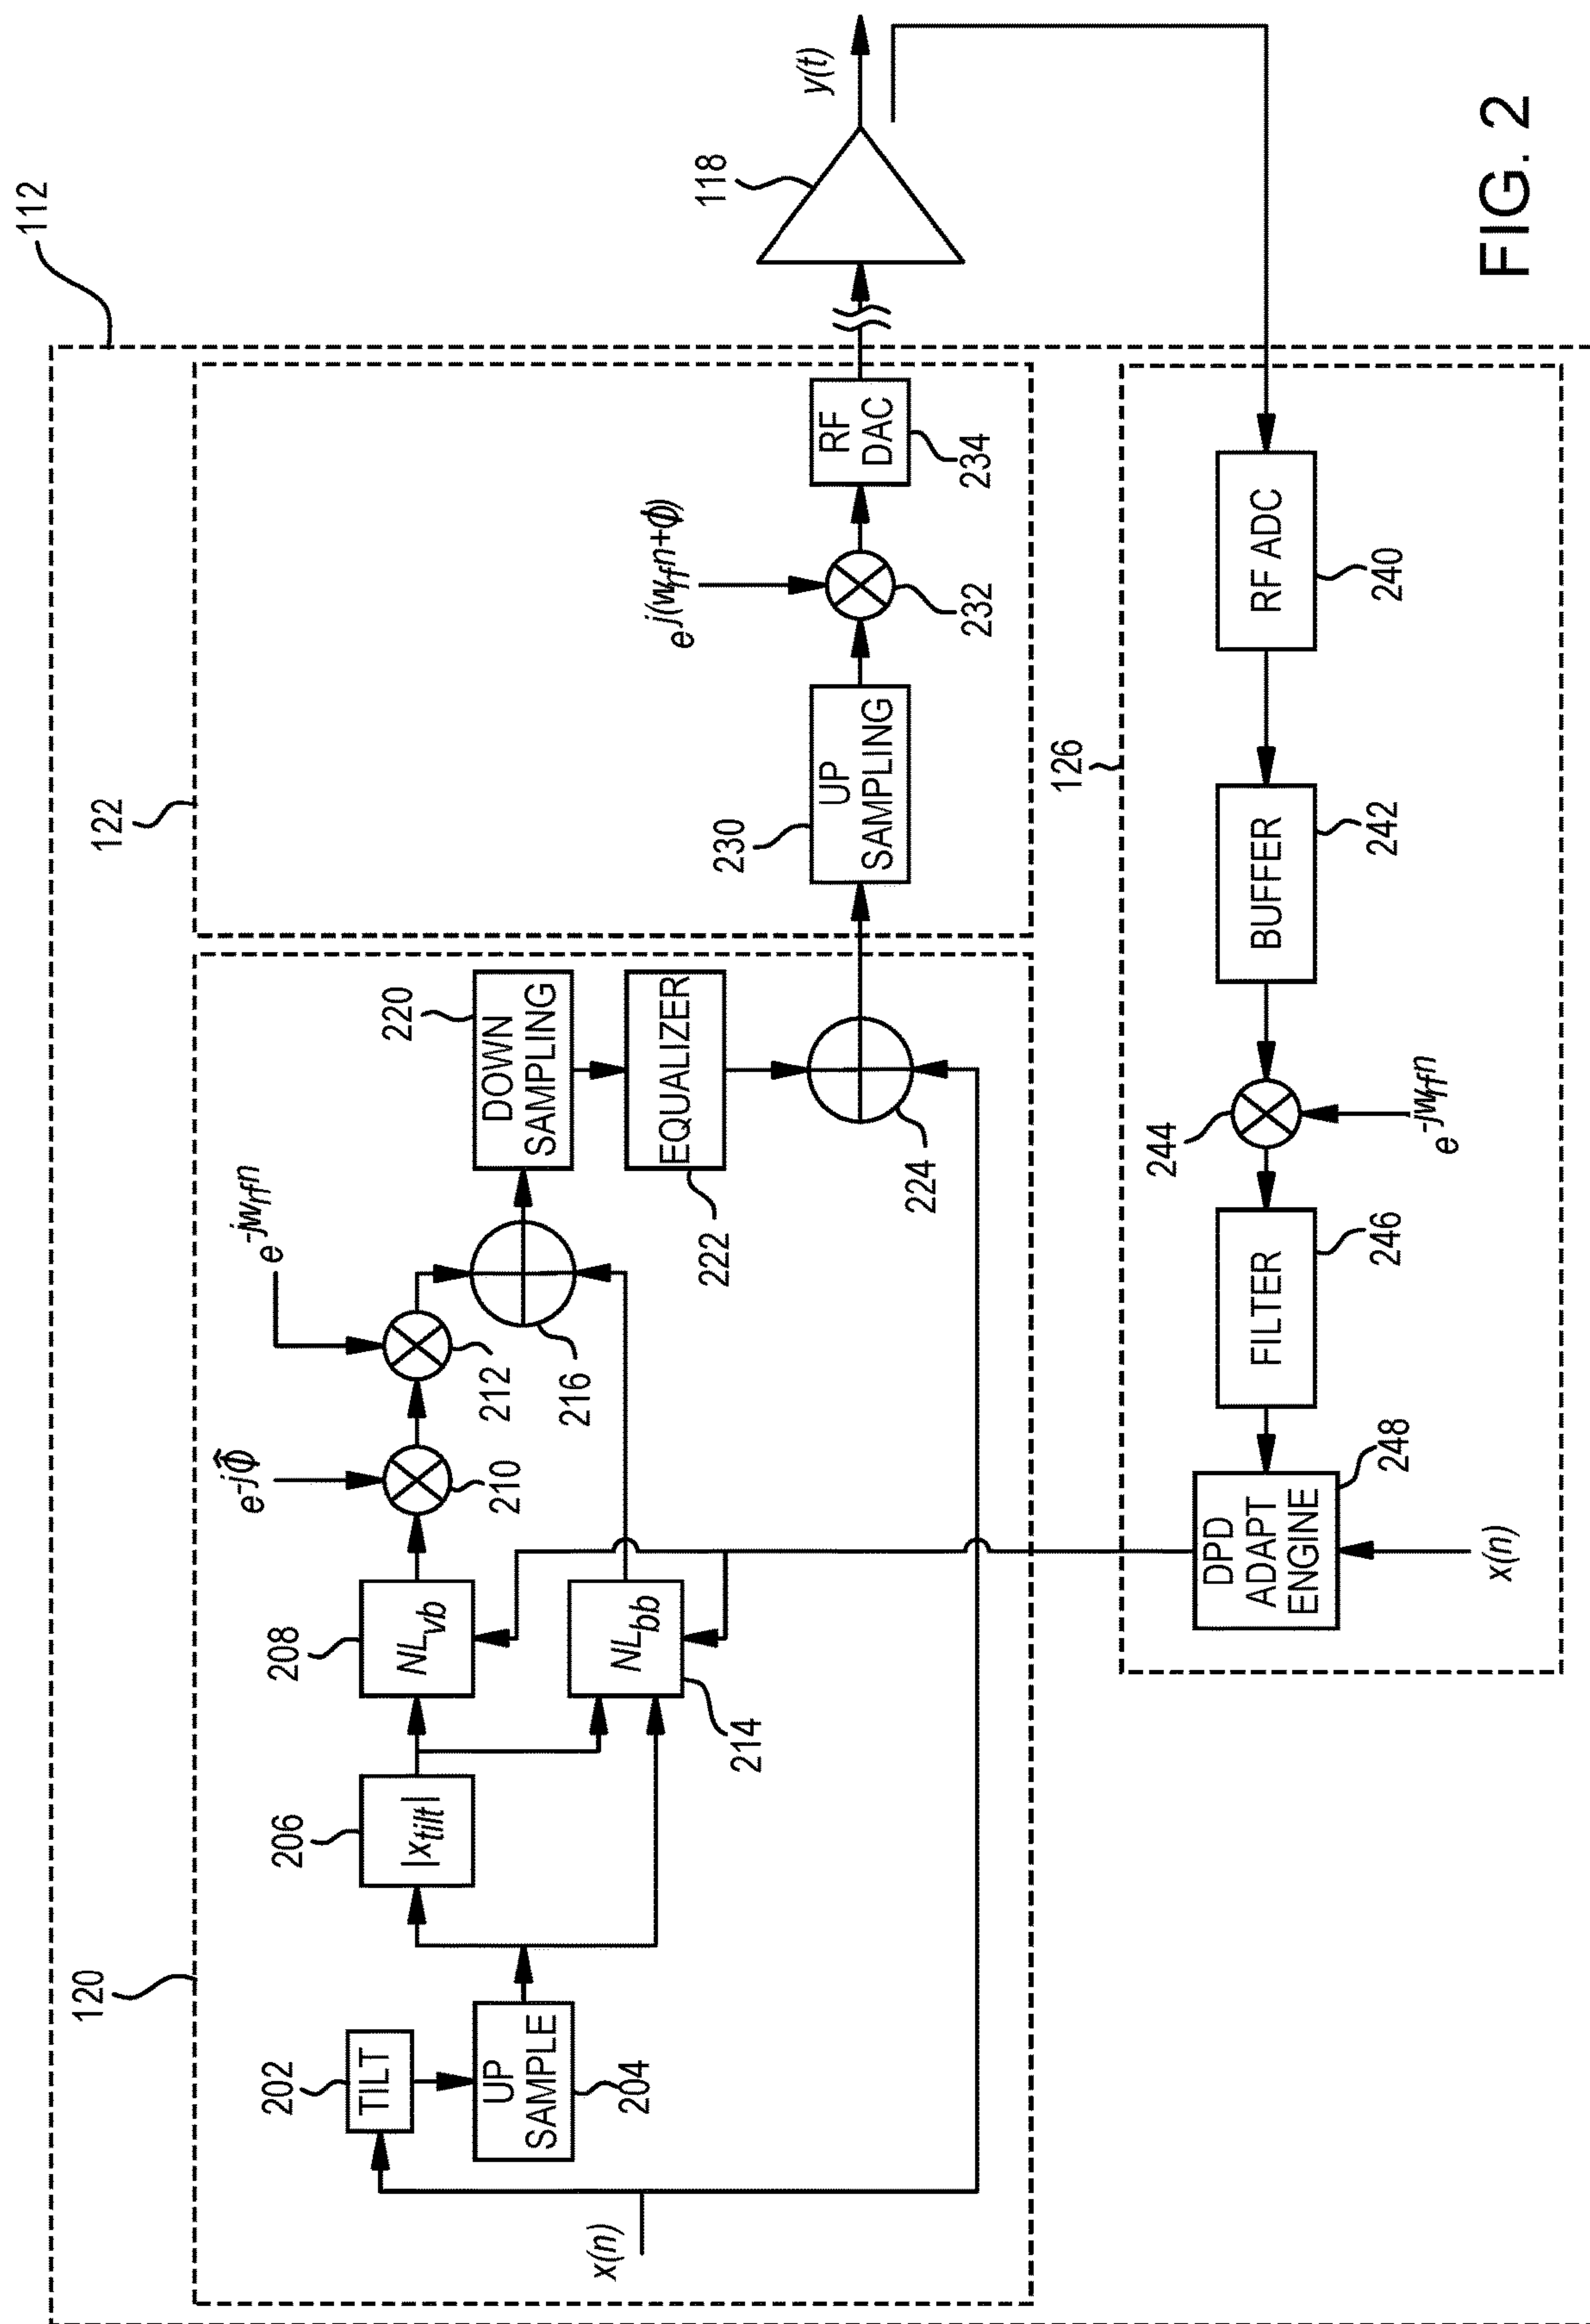 112
120
122
202
TILT
x(n)
UP
SAMPLE
204
206
|x_tilt|
208
NL_vb
NL_bb
214
e^-jΦ̂
210
e^-jw_rf n
212
216
220
DOWN
SAMPLING
EQUALIZER
222
224
230
UP
SAMPLING
e^j(w_rf n+Φ)
232
RF
DAC
234
118
y(t)
126
RF ADC
240
BUFFER
242
244
e^-jw_rf n
FILTER
246
DPD
ADAPT
ENGINE
248
x(n)
FIG. 2